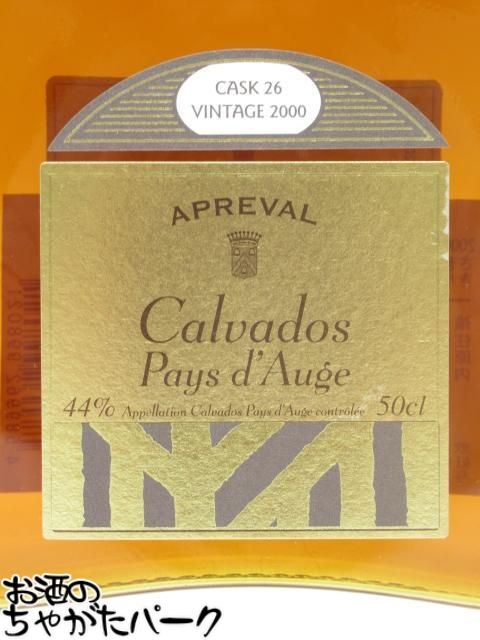 CASK 26
VINTAGE 2000
APREVAL
Calvados
Pays d'Auge
44% Appellation Calvados Pays d'Auge contrôlée 50cl
お酒の
ちゃがたパーク